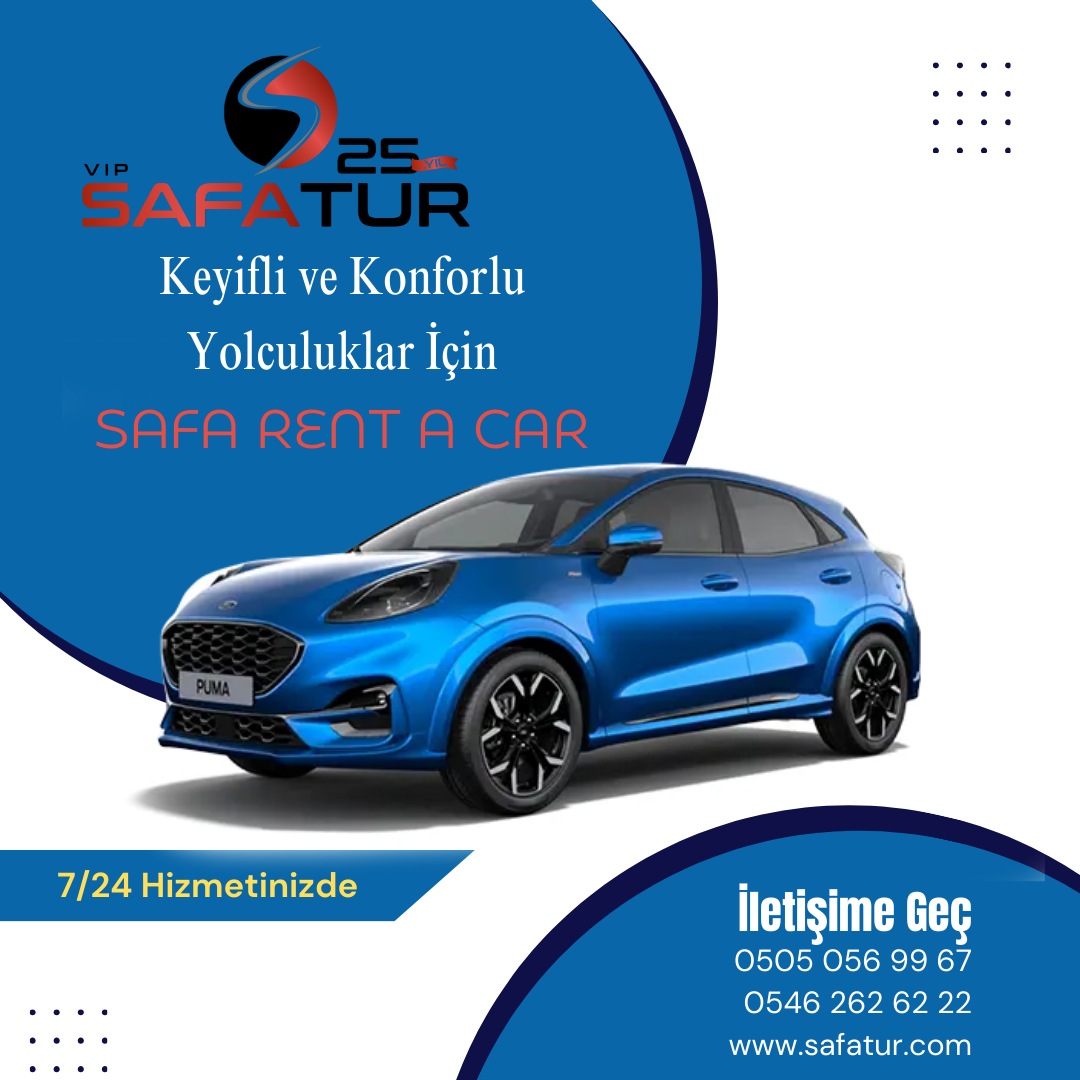 VIP
25 YIL
SAFATUR
Keyifli ve Konforlu
Yolculuklar İçin
SAFA RENT A CAR
PUMA
7/24 Hizmetinizde
İletişime Geç
0505 056 99 67
0546 262 62 22
www.safatur.com